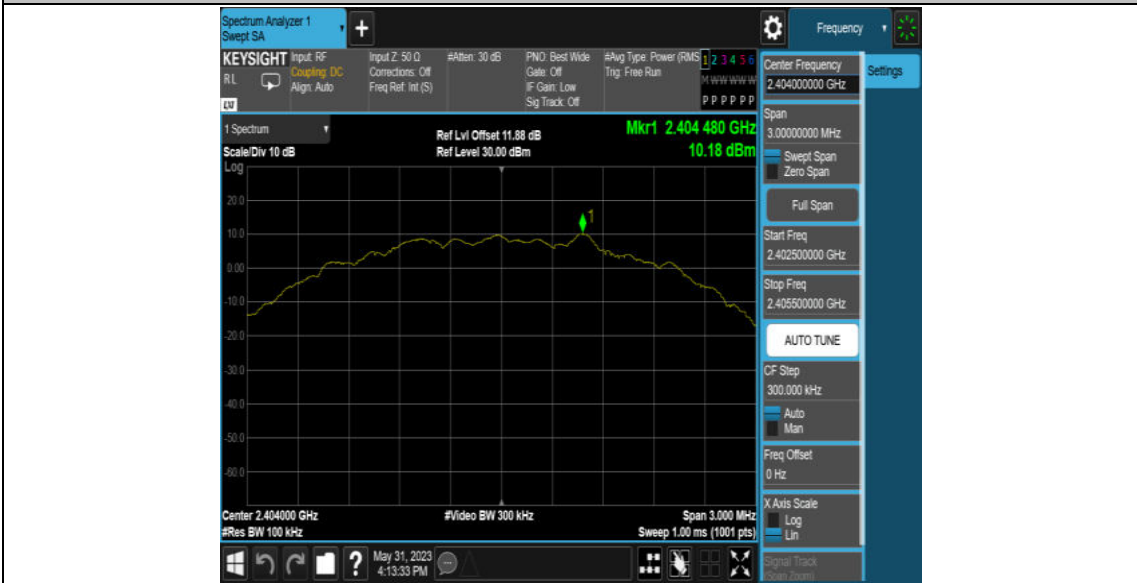 Spectrum Analyzer 1
Swept SA
Frequency
KEYSIGHT
RL
LXI
Input: RF
Coupling: DC
Align: Auto
Input Z: 50 Ω
Corrections: Off
Freq Ref: Int (S)
#Atten: 30 dB
PNO: Best Wide
Gate: Off
IF Gain: Low
Sig Track: Off
#Avg Type: Power (RMS
Trig: Free Run
1 2 3 4 5 6
M W W W W W
P P P P P P
Center Frequency
2.404000000 GHz
Settings
1 Spectrum
Ref Lvl Offset 11.88 dB
Mkr1 2.404 480 GHz
Scale/Div 10 dB
Ref Level 30.00 dBm
10.18 dBm
Log
20.0
10.0
0.00
-10.0
-20.0
-30.0
-40.0
-50.0
-60.0
1
Span
3.00000000 MHz
Swept Span
Zero Span
Full Span
Start Freq
2.402500000 GHz
Stop Freq
2.405500000 GHz
AUTO TUNE
CF Step
300.000 kHz
Auto
Man
Freq Offset
0 Hz
X Axis Scale
Log
Lin
Signal Track
(Span Zoom)
Center 2.404000 GHz
#Video BW 300 kHz
Span 3.000 MHz
#Res BW 100 kHz
Sweep 1.00 ms (1001 pts)
?
May 31, 2023
4:13:33 PM